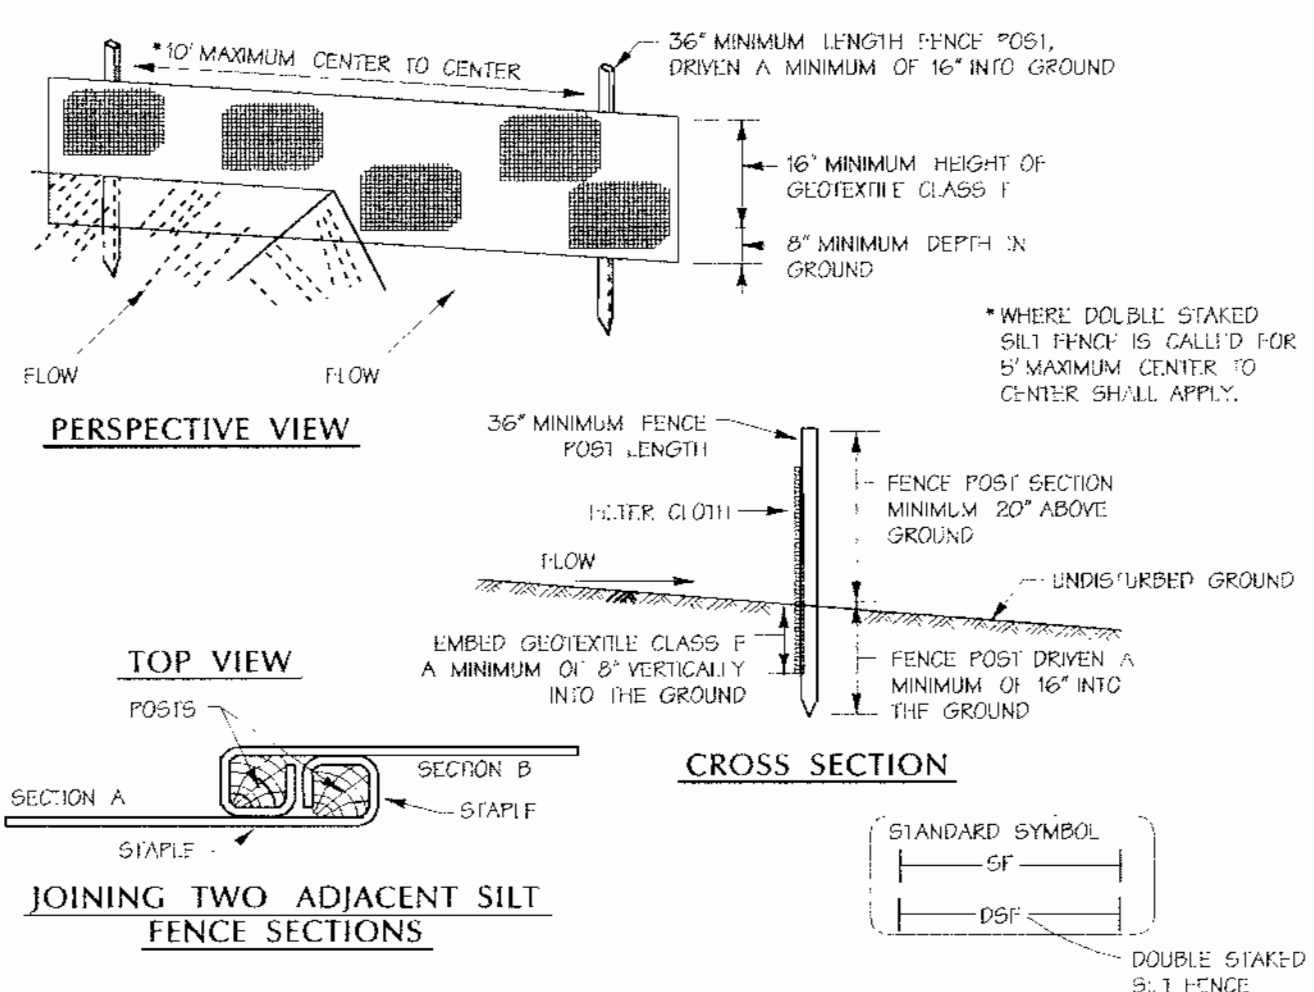 *10' MAXIMUM CENTER TO CENTER
36" MINIMUM LENGTH FENCE POST,
DRIVEN A MINIMUM OF 16" INTO GROUND
16" MINIMUM HEIGHT OF
GEOTEXTILE CLASS F
8" MINIMUM DEPTH IN
GROUND
FLOW
FLOW
PERSPECTIVE VIEW
*WHERE DOUBLE STAKED
SILT FENCE IS CALLED FOR
5' MAXIMUM CENTER TO
CENTER SHALL APPLY.
36" MINIMUM FENCE
POST LENGTH
FILTER CLOTH
FLOW
FENCE POST SECTION
MINIMUM 20" ABOVE
GROUND
UNDISTURBED GROUND
EMBED GEOTEXTILE CLASS F
A MINIMUM OF 8" VERTICALLY
INTO THE GROUND
FENCE POST DRIVEN A
MINIMUM OF 16" INTO
THE GROUND
CROSS SECTION
TOP VIEW
POSTS
SECTION B
SECTION A
STAPLE
STAPLE
JOINING TWO ADJACENT SILT
FENCE SECTIONS
STANDARD SYMBOL
SF
DSF
DOUBLE STAKED
SILT FENCE